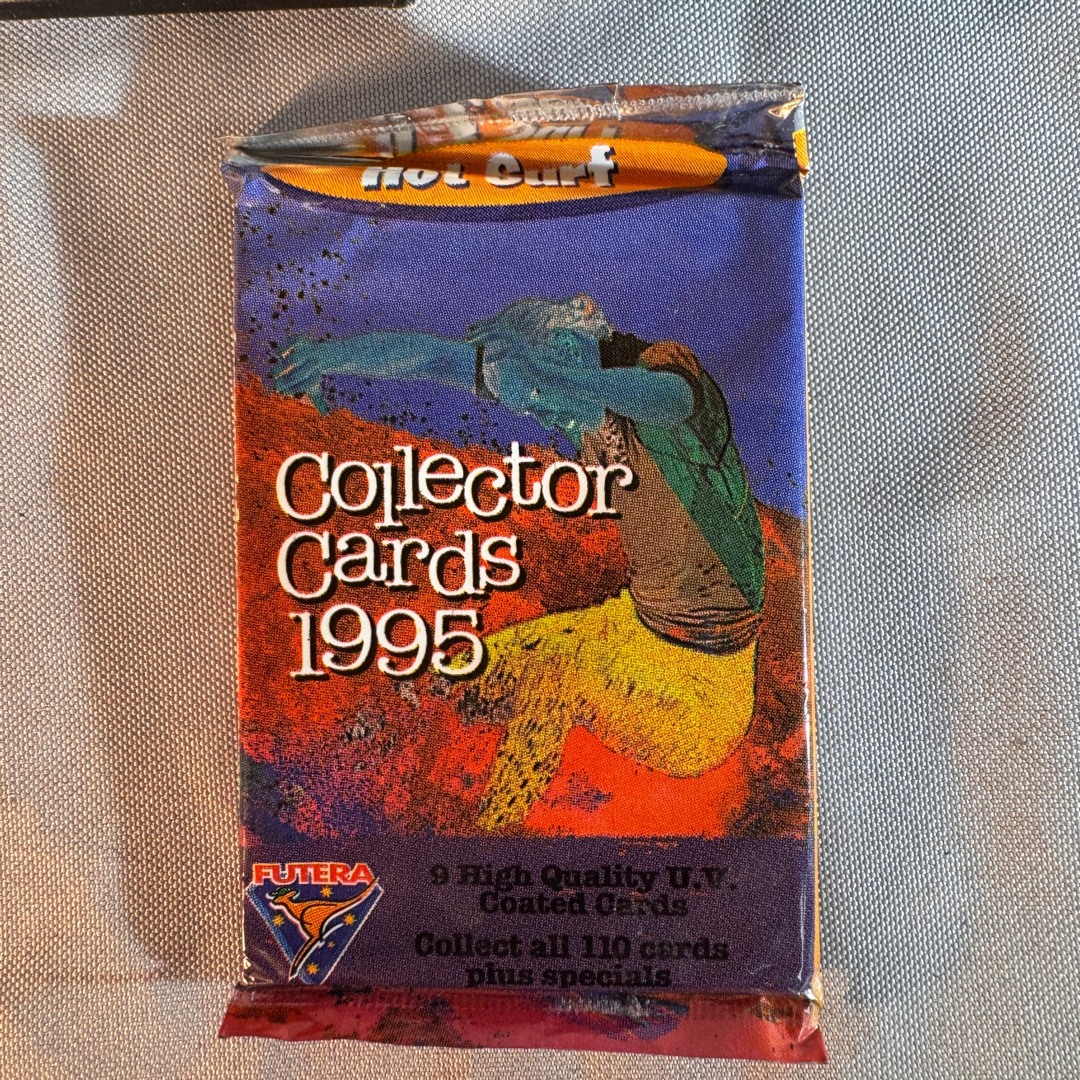 Hot Surf
Collector
Cards
1995
FUTERA
9 High Quality U.V.
Coated Cards
Collect all 110 cards
plus specials